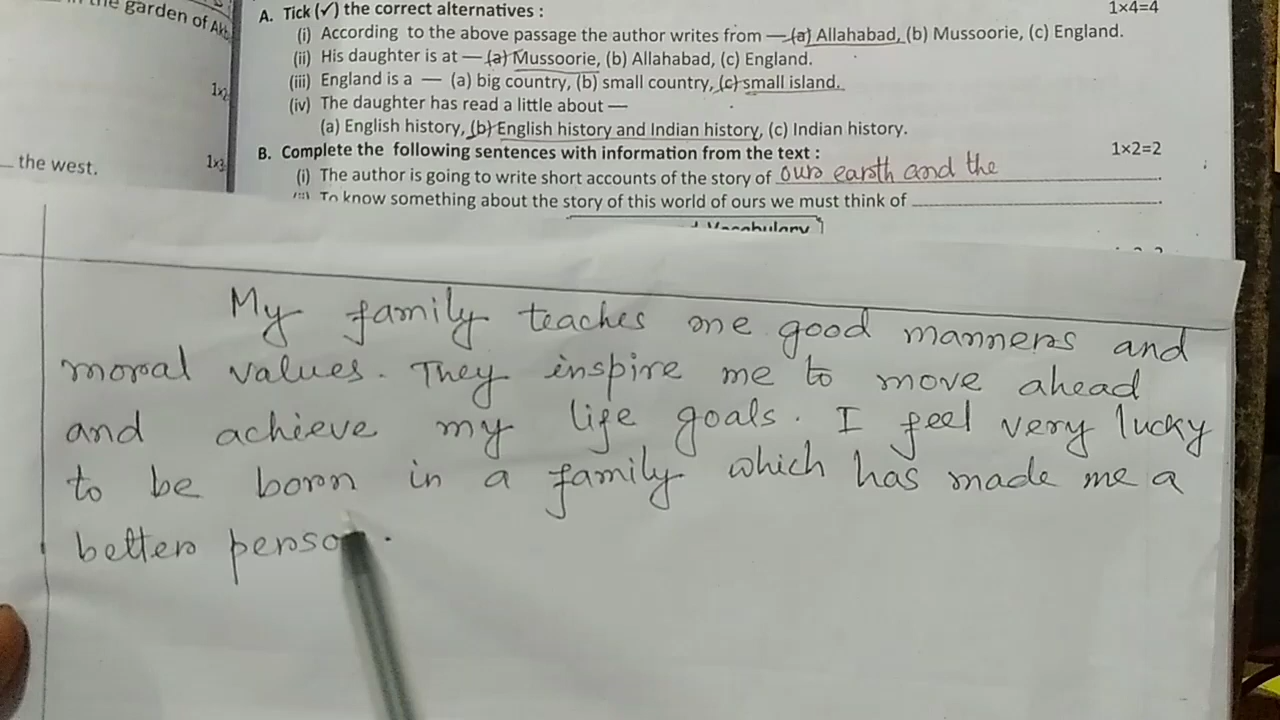 the garden of
A. Tick (✓) the correct alternatives :
1×4=4
(i) According to the above passage the author writes from — (a) Allahabad, (b) Mussoorie, (c) England.
(ii) His daughter is at — (a) Mussoorie, (b) Allahabad, (c) England.
(iii) England is a — (a) big country, (b) small country, (c) small island.
1×2
(iv) The daughter has read a little about —
(a) English history, (b) English history and Indian history, (c) Indian history.
B. Complete the following sentences with information from the text :
1×2=2
the west.
1×3
(i) The author is going to write short accounts of the story of our earth and the
To know something about the story of this world of ours we must think of
Vocabulary
My family teaches me good manners and
moral values. They inspire me to move ahead
and achieve my life goals. I feel very lucky
to be born in a family which has made me a
better person.